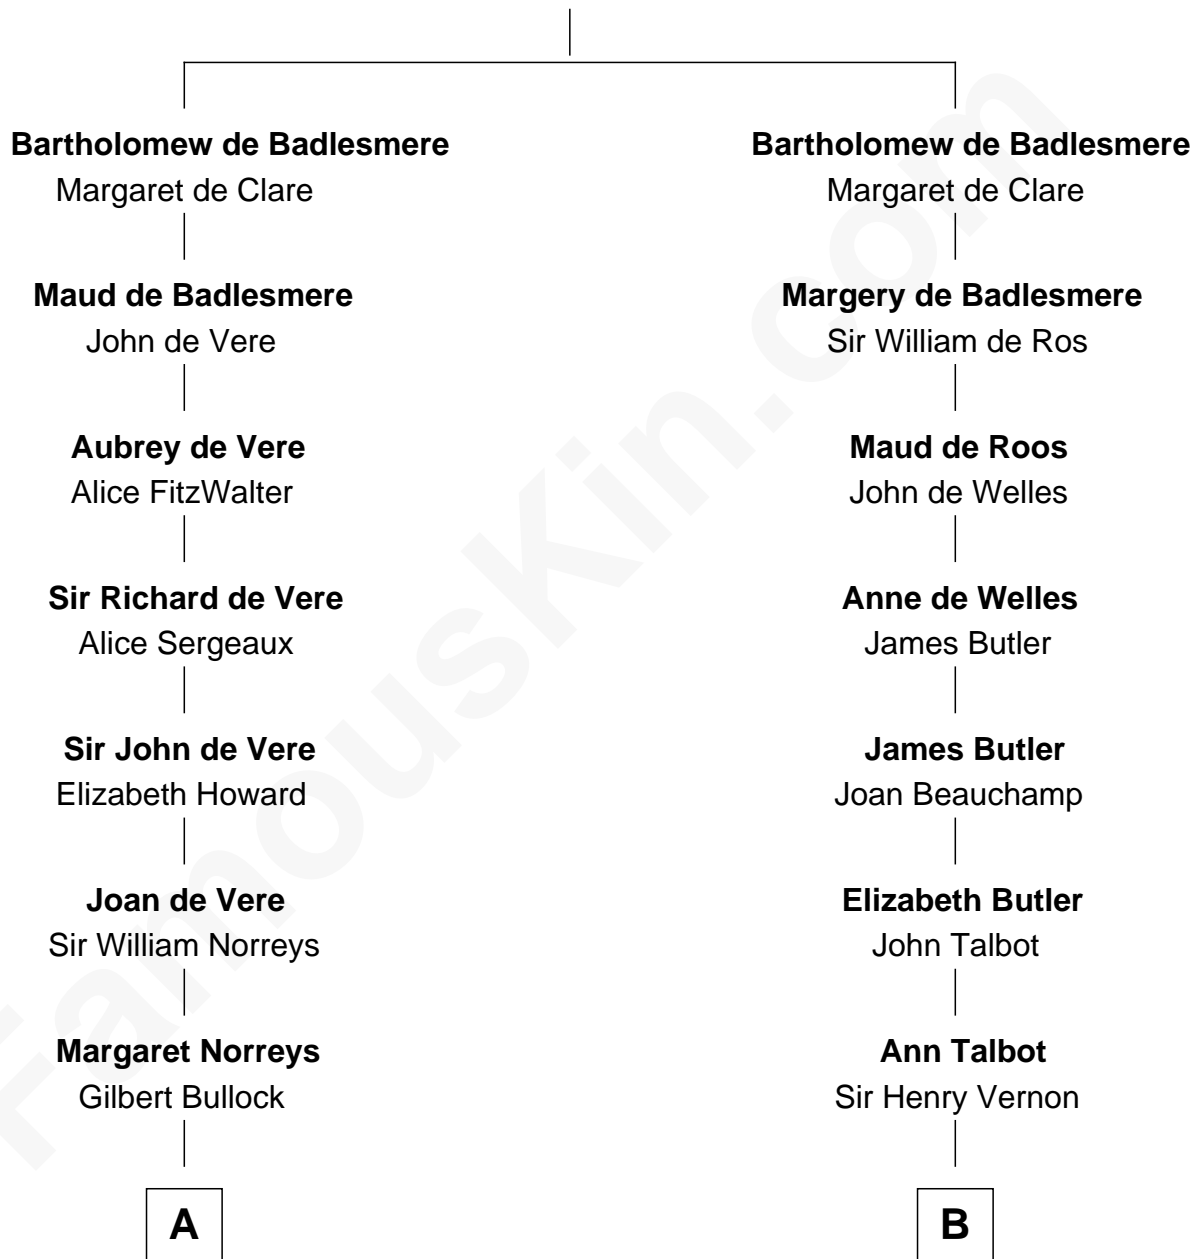 Bartholomew de Badlesmere
Margaret de Clare
Maud de Badlesmere
John de Vere
Aubrey de Vere
Alice FitzWalter
Sir Richard de Vere
Alice Sergeaux
Sir John de Vere
Elizabeth Howard
Joan de Vere
Sir William Norreys
Margaret Norreys
Gilbert Bullock
A
Bartholomew de Badlesmere
Margaret de Clare
Margery de Badlesmere
Sir William de Ros
Maud de Roos
John de Welles
Anne de Welles
James Butler
James Butler
Joan Beauchamp
Elizabeth Butler
John Talbot
Ann Talbot
Sir Henry Vernon
B
FamousKin.com